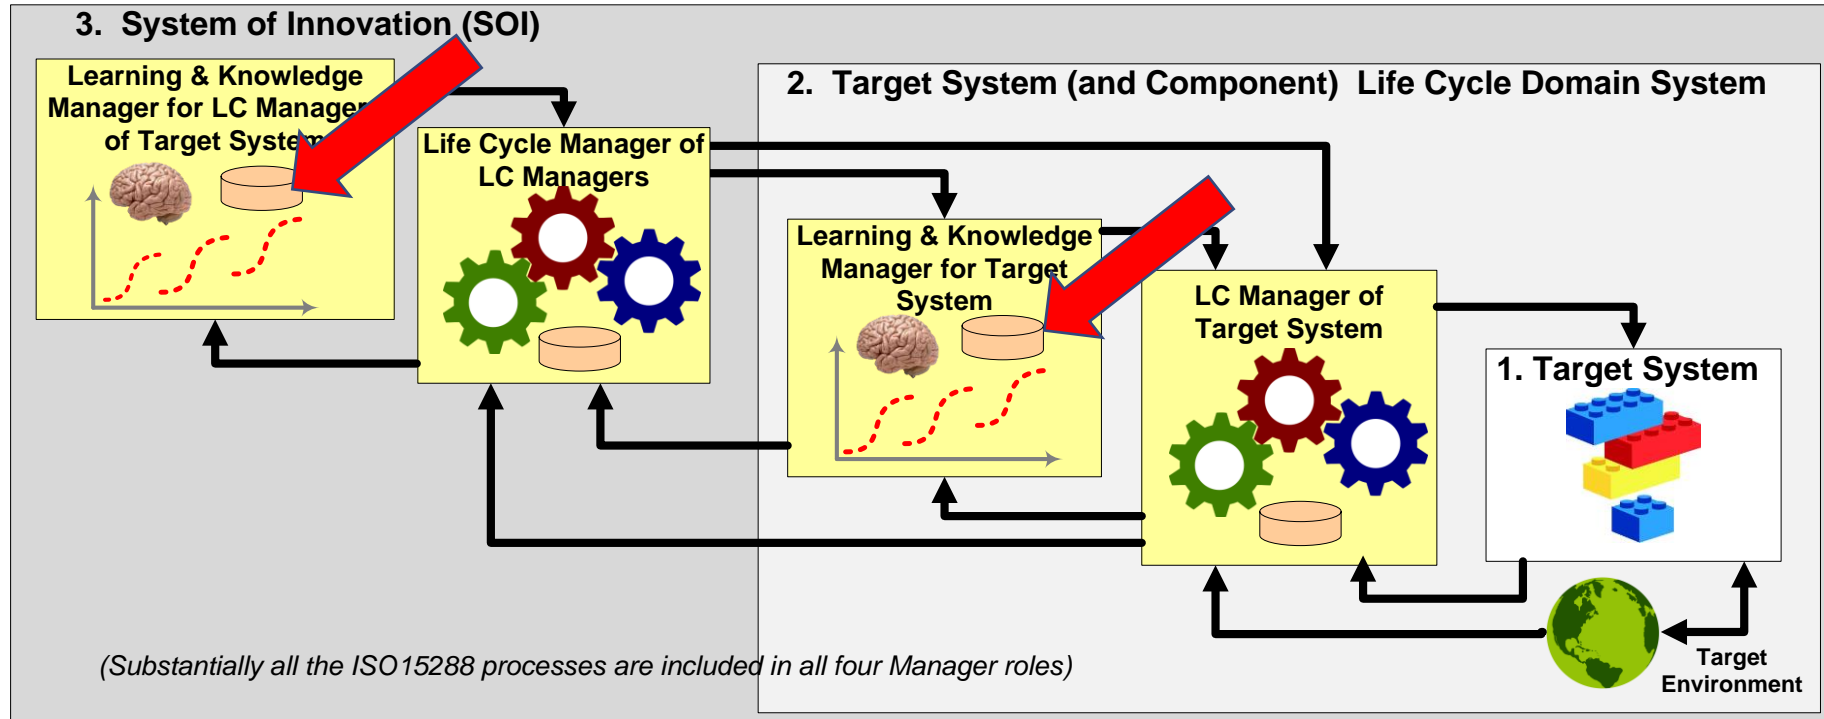 3. System of Innovation (SOI)
Learning & Knowledge
Manager for LC Manager
of Target System
Life Cycle Manager of
LC Managers
2. Target System (and Component) Life Cycle Domain System
Learning & Knowledge
Manager for Target
System
LC Manager of
Target System
1. Target System
Target
Environment
(Substantially all the ISO15288 processes are included in all four Manager roles)